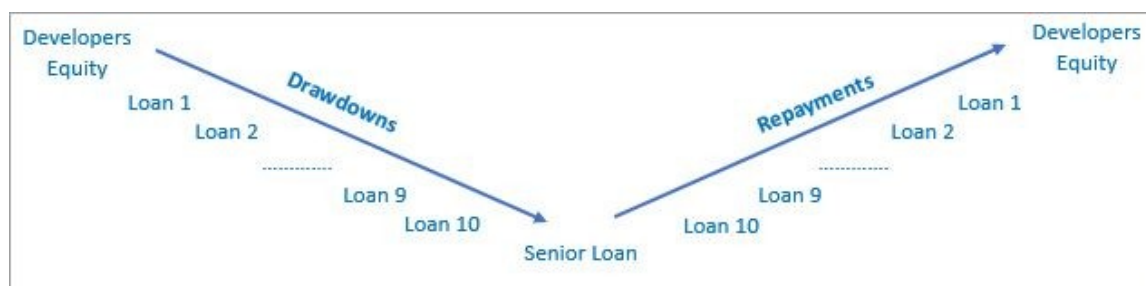 Developers
Equity
Loan 1
Loan 2
Loan 9
Loan 10
Drawdowns
Senior Loan
Repayments
Developers
Equity
Loan 1
Loan 2
Loan 9
Loan 10